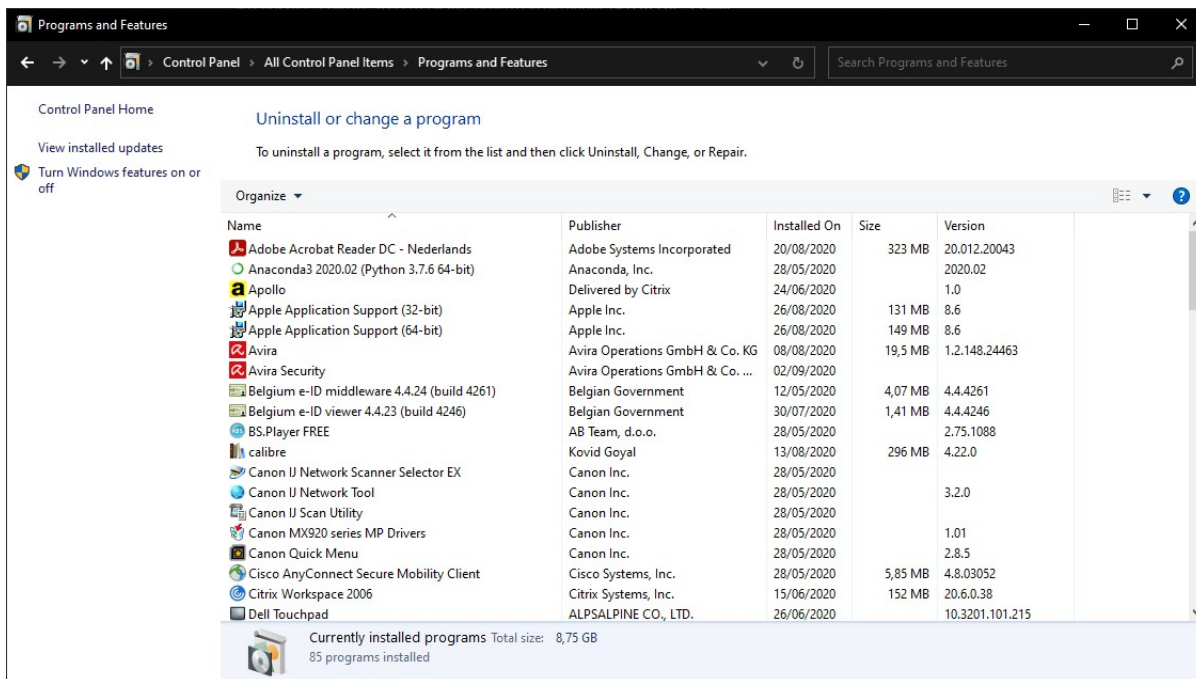 Programs and Features
Control Panel > All Control Panel Items > Programs and Features
Search Programs and Features
Control Panel Home
View installed updates
Turn Windows features on or
off
Uninstall or change a program
To uninstall a program, select it from the list and then click Uninstall, Change, or Repair.
Organize
Name Publisher Installed On Size Version
Adobe Acrobat Reader DC - Nederlands Adobe Systems Incorporated 20/08/2020 323 MB 20.012.20043
Anaconda3 2020.02 (Python 3.7.6 64-bit) Anaconda, Inc. 28/05/2020 2020.02
Apollo Delivered by Citrix 24/06/2020 1.0
Apple Application Support (32-bit) Apple Inc. 26/08/2020 131 MB 8.6
Apple Application Support (64-bit) Apple Inc. 26/08/2020 149 MB 8.6
Avira Avira Operations GmbH & Co. KG 08/08/2020 19,5 MB 1.2.148.24463
Avira Security Avira Operations GmbH & Co. ... 02/09/2020
Belgium e-ID middleware 4.4.24 (build 4261) Belgian Government 12/05/2020 4,07 MB 4.4.4261
Belgium e-ID viewer 4.4.23 (build 4246) Belgian Government 30/07/2020 1,41 MB 4.4.4246
BS.Player FREE AB Team, d.o.o. 28/05/2020 2.75.1088
calibre Kovid Goyal 13/08/2020 296 MB 4.22.0
Canon IJ Network Scanner Selector EX Canon Inc. 28/05/2020
Canon IJ Network Tool Canon Inc. 28/05/2020 3.2.0
Canon IJ Scan Utility Canon Inc. 28/05/2020
Canon MX920 series MP Drivers Canon Inc. 28/05/2020 1.01
Canon Quick Menu Canon Inc. 28/05/2020 2.8.5
Cisco AnyConnect Secure Mobility Client Cisco Systems, Inc. 28/05/2020 5,85 MB 4.8.03052
Citrix Workspace 2006 Citrix Systems, Inc. 15/06/2020 152 MB 20.6.0.38
Dell Touchpad ALPSALPINE CO., LTD. 26/06/2020 10.3201.101.215
Currently installed programs Total size: 8,75 GB
85 programs installed